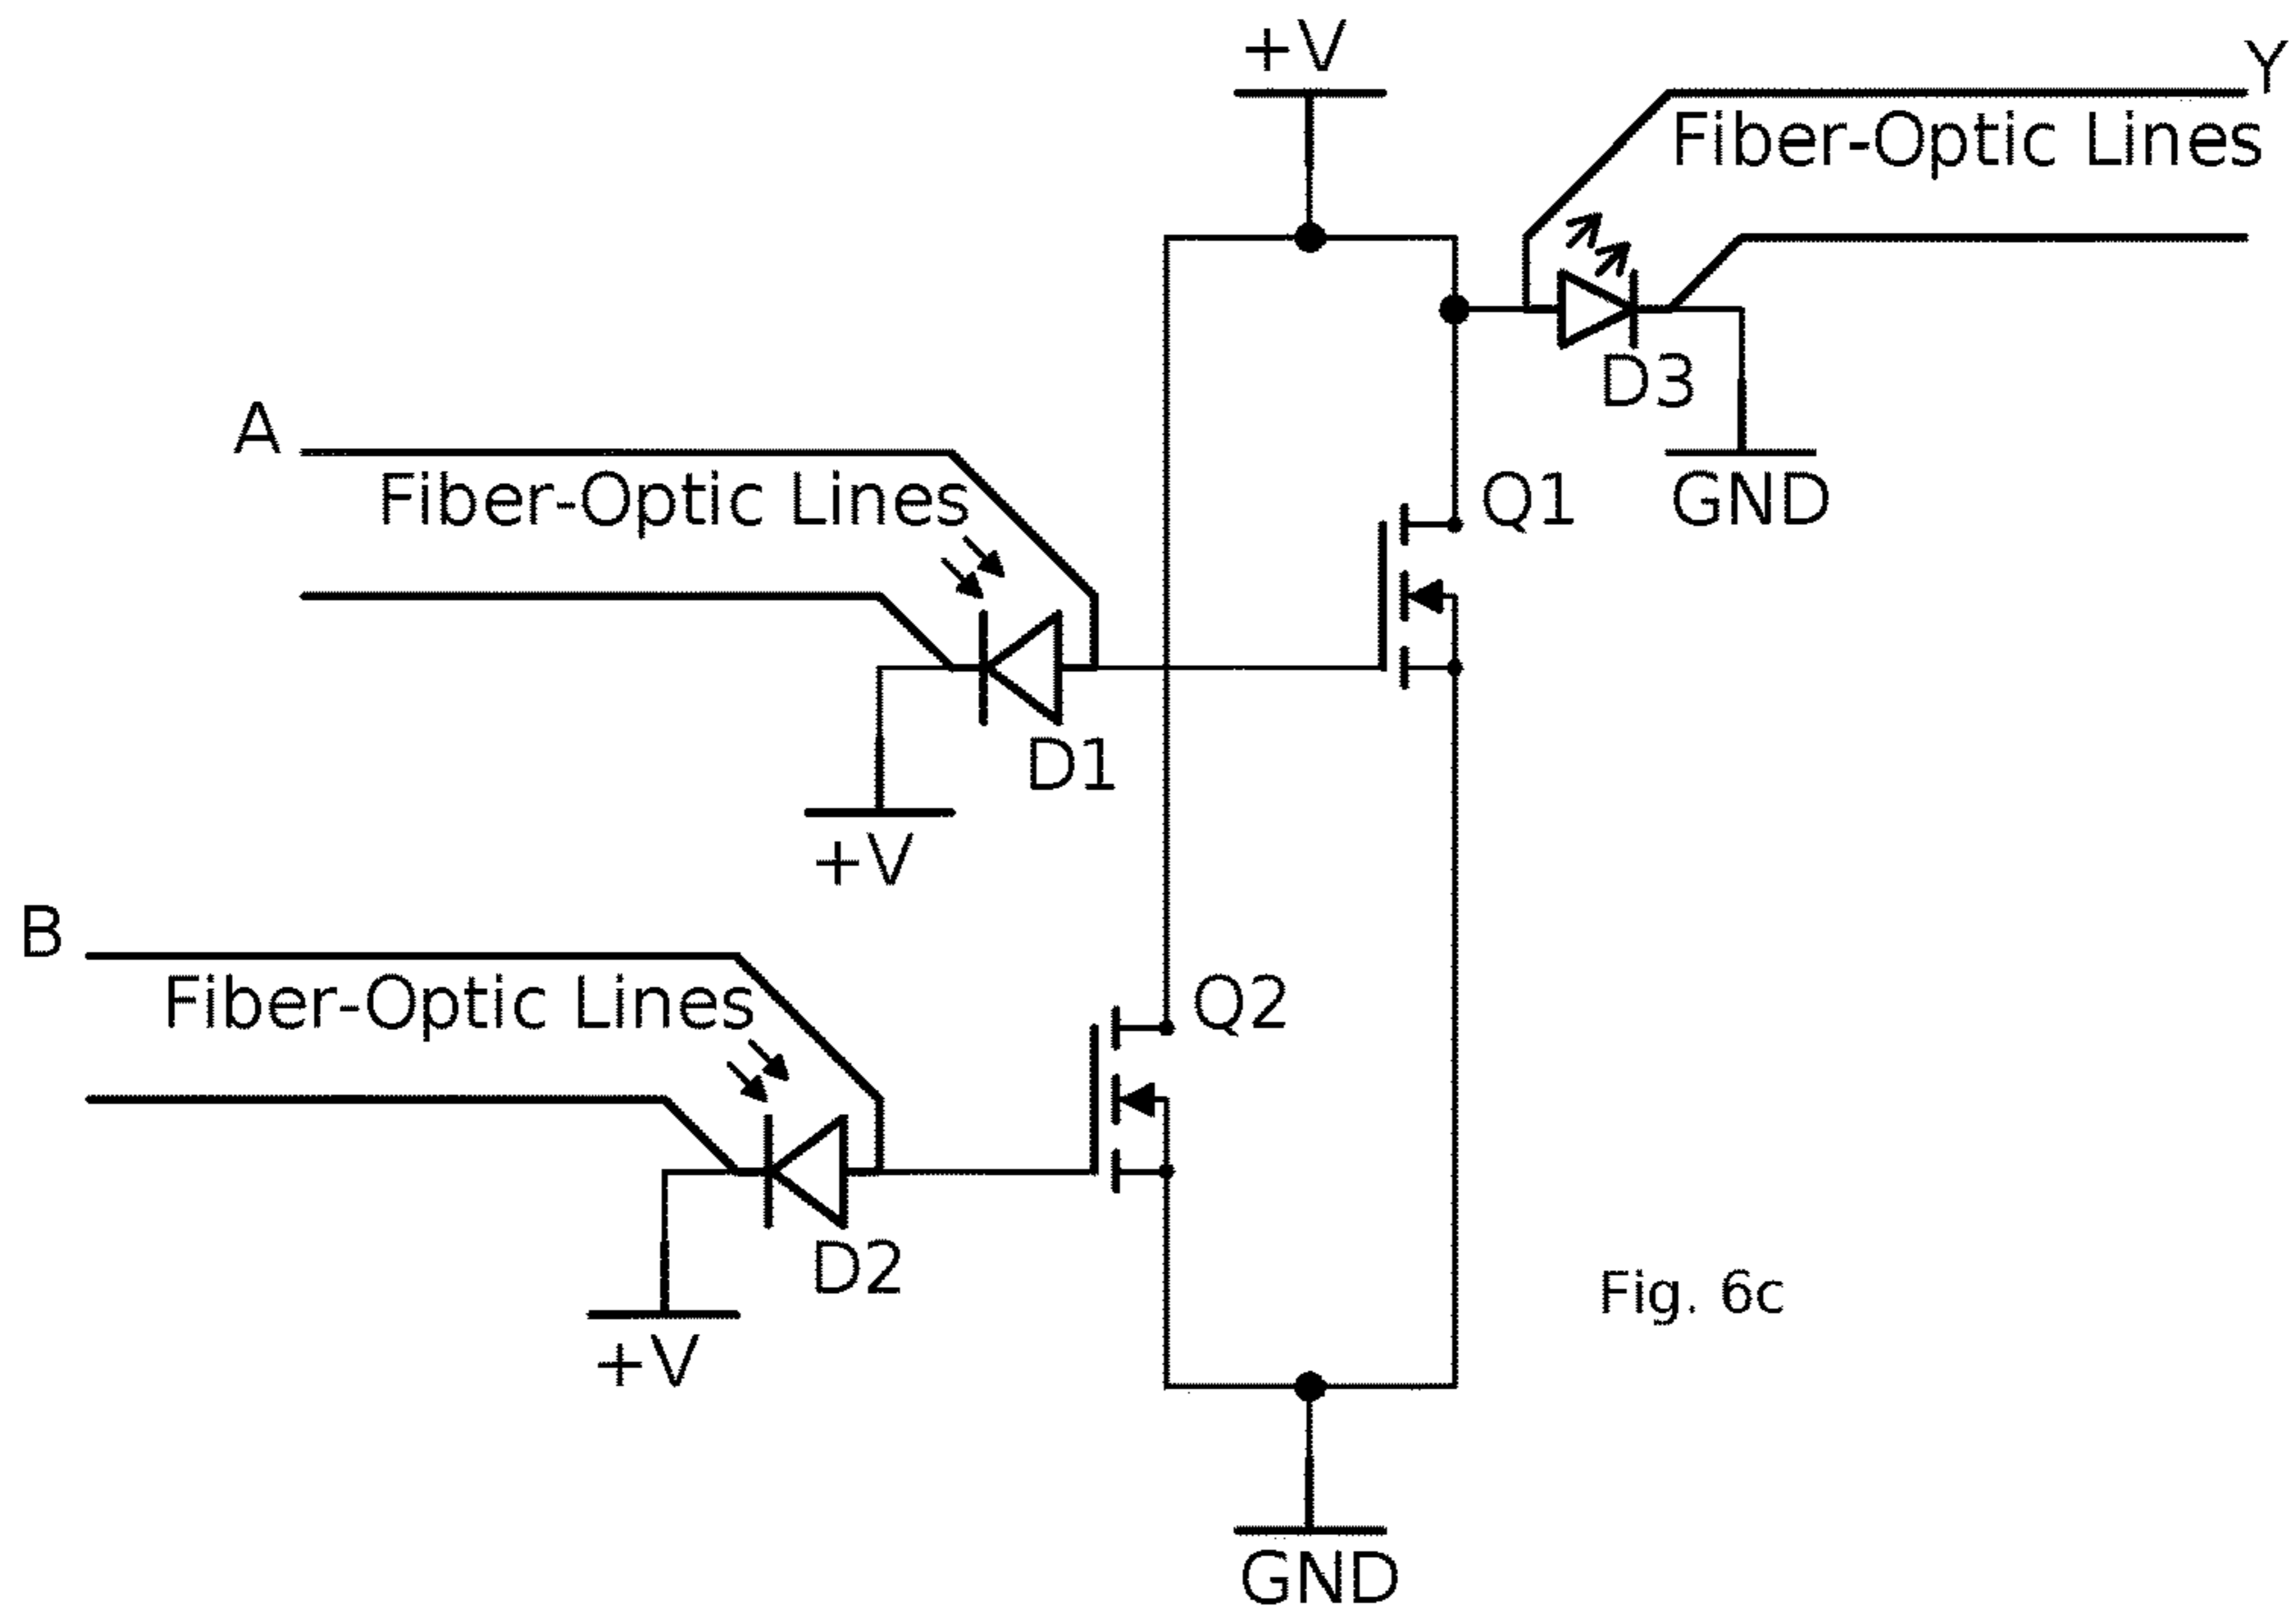 +V
Y
Fiber-Optic Lines
D3
A
Fiber-Optic Lines
Q1
GND
D1
+V
B
Fiber-Optic Lines
Q2
D2
Fig. 6c
+V
GND